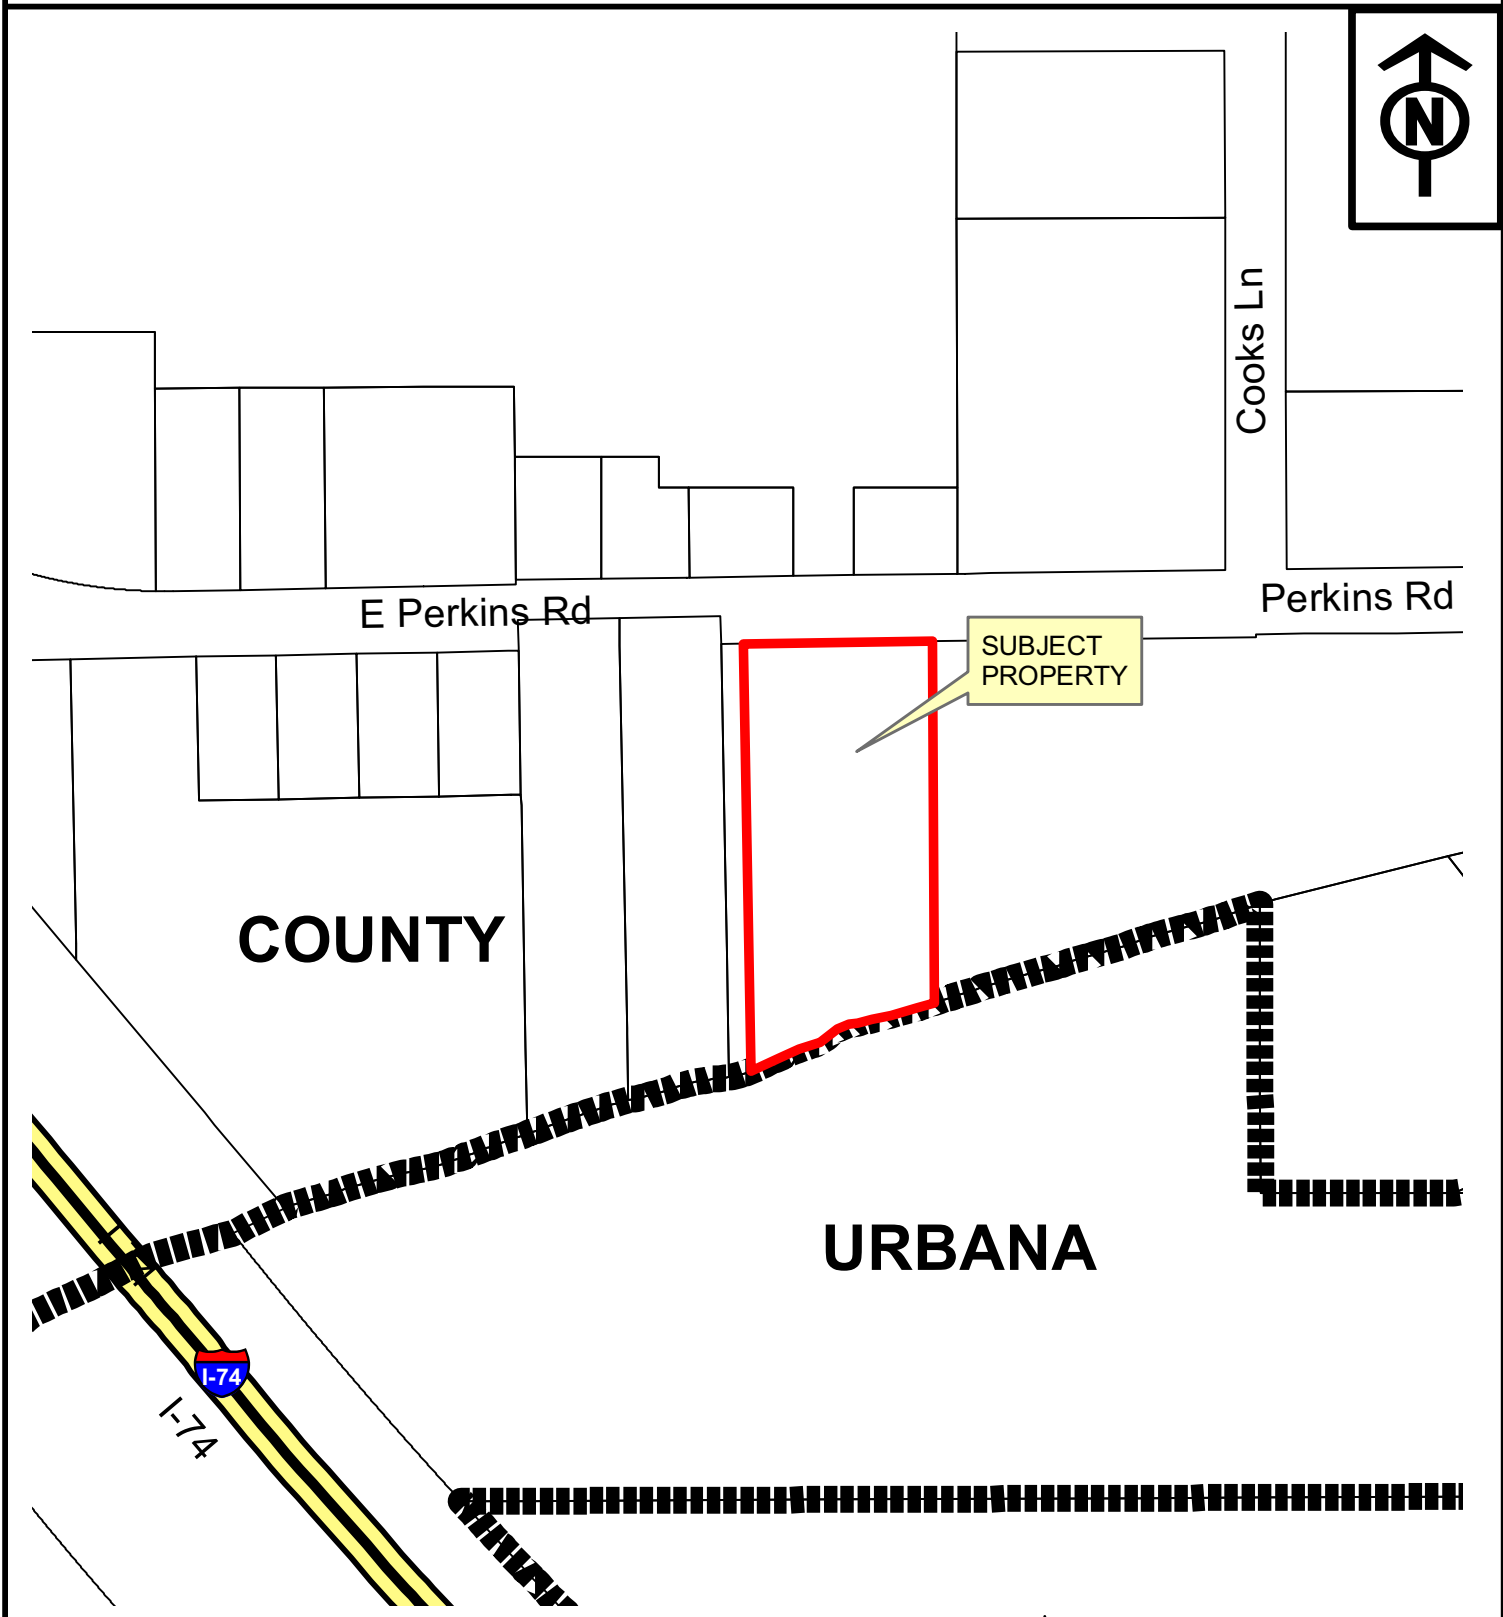 N
Cooks Ln
E Perkins Rd
Perkins Rd
SUBJECT
PROPERTY
COUNTY
URBANA
I-74
I-74